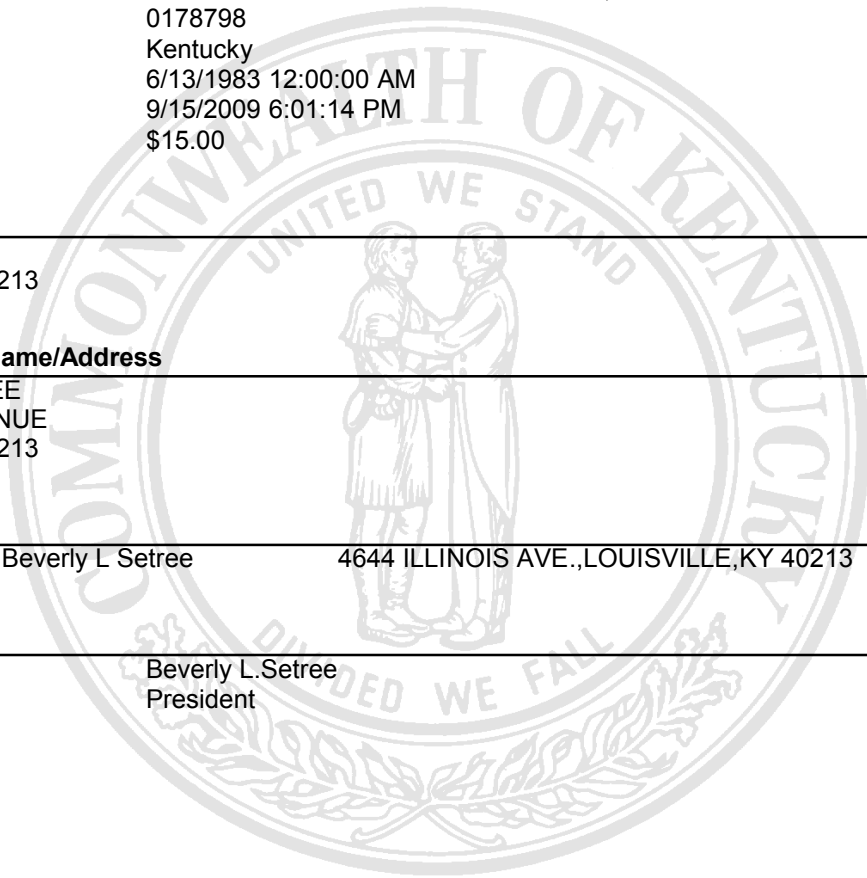 0178798
Kentucky
6/13/1983 12:00:00 AM
9/15/2009 6:01:14 PM
$15.00
COMMONWEALTH OF KENTUCKY
UNITED WE STAND
213
ame/Address
EE
NUE
213
Beverly L Setree 4644 ILLINOIS AVE.,LOUISVILLE,KY 40213
DIVIDED WE FALL
Beverly L.Setree
President